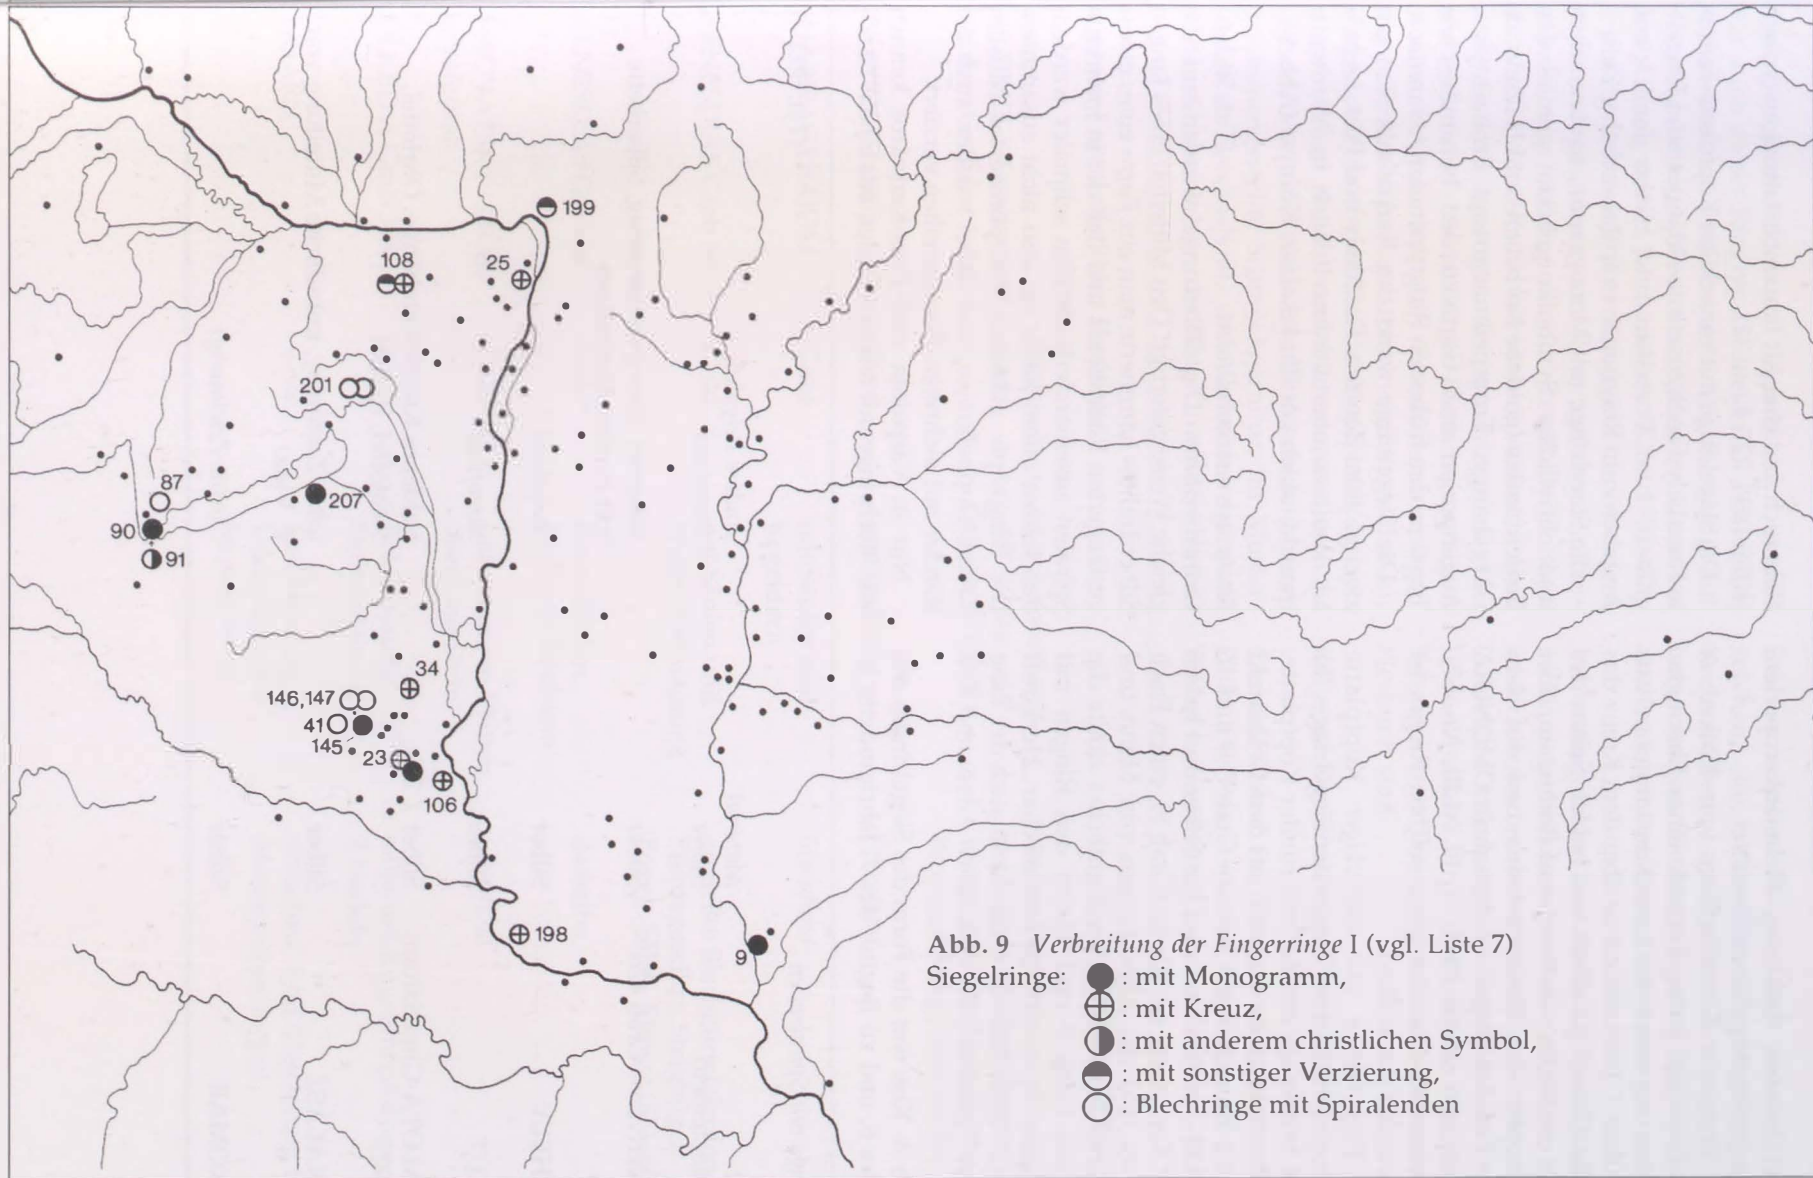 199
108
25
201
87
207
90
91
34
146,147
41
145
23
106
198
9
Abb. 9 Verbreitung der Fingerringe I (vgl. Liste 7)
Siegelringe: : mit Monogramm,
: mit Kreuz,
: mit anderem christlichen Symbol,
: mit sonstiger Verzierung,
: Blechringe mit Spiralenden